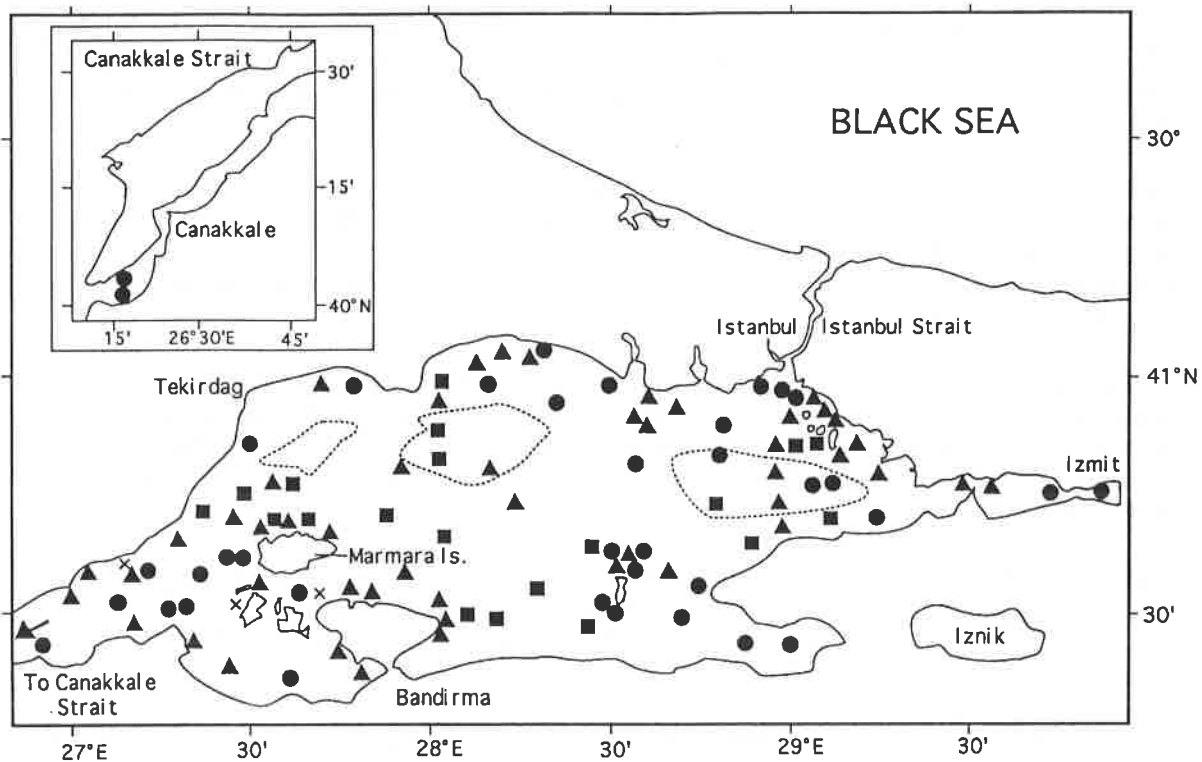 Canakkale Strait
30'
BLACK SEA
30°
15'
Canakkale
40°N
15'
26°30'E
45'
Istanbul
Istanbul Strait
Tekirdag
41°N
Izmit
Marmara Is.
30'
Iznik
To Canakkale
Strait
Bandirma
27°E
30'
28°E
30'
29°E
30'